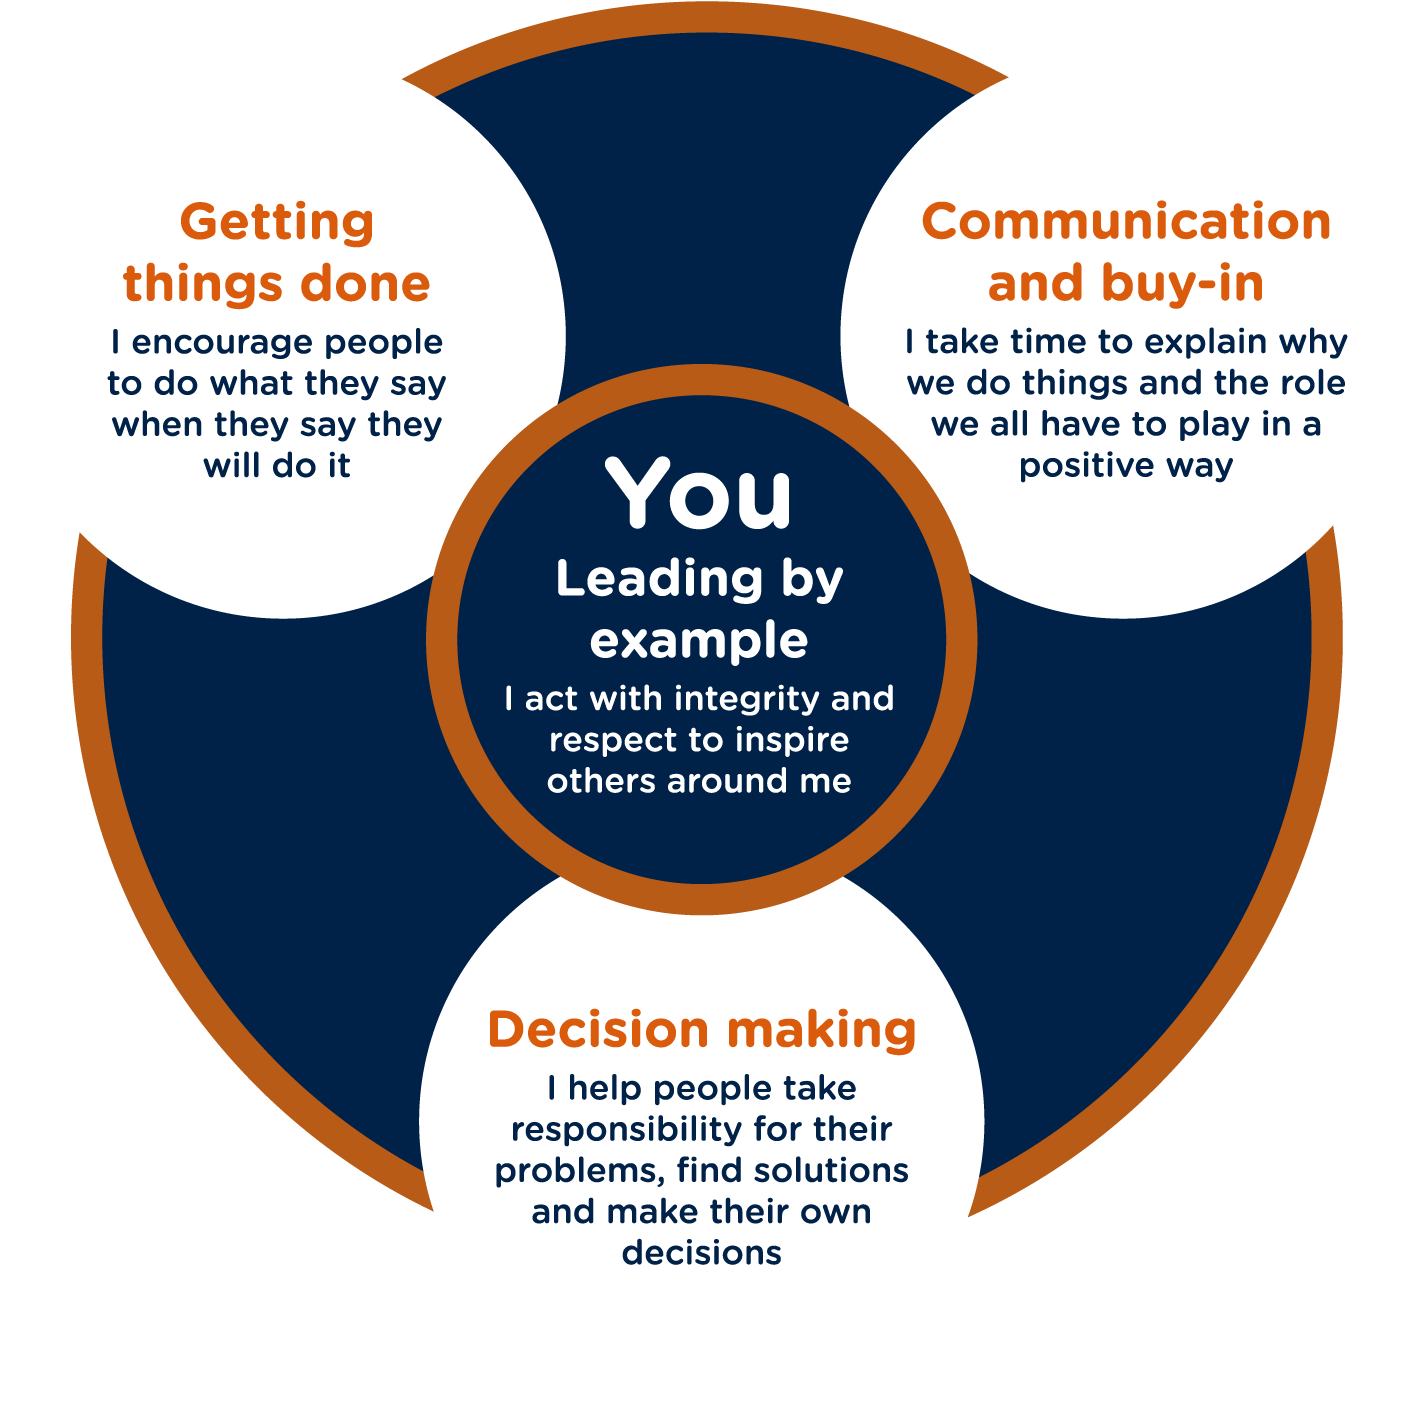 Getting
things done
I encourage people
to do what they say
when they say they
will do it
Communication
and buy-in
I take time to explain why
we do things and the role
we all have to play in a
positive way
You
Leading by
example
I act with integrity and
respect to inspire
others around me
Decision making
I help people take
responsibility for their
problems, find solutions
and make their own
decisions